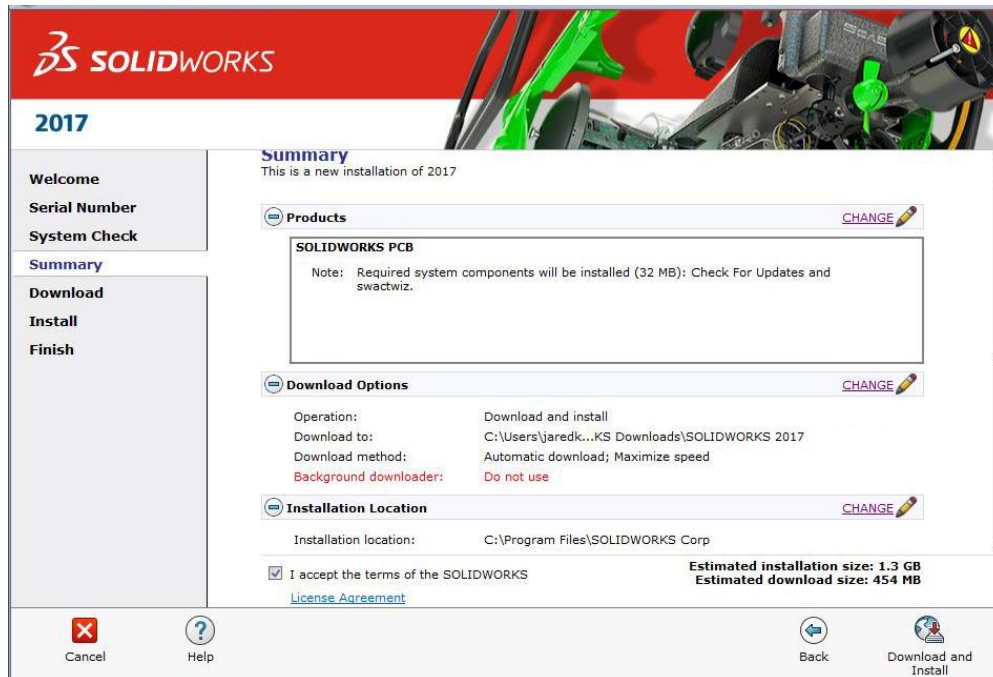 SOLIDWORKS
2017
Welcome
Serial Number
System Check
Summary
Download
Install
Finish
Summary
This is a new installation of 2017
Products
CHANGE
SOLIDWORKS PCB
Note: Required system components will be installed (32 MB): Check For Updates and
swactwiz.
Download Options
CHANGE
Operation: Download and install
Download to: C:\Users\jaredk...KS Downloads\SOLIDWORKS 2017
Download method: Automatic download; Maximize speed
Background downloader: Do not use
Installation Location
CHANGE
Installation location: C:\Program Files\SOLIDWORKS Corp
I accept the terms of the SOLIDWORKS
License Agreement
Estimated installation size: 1.3 GB
Estimated download size: 454 MB
Cancel
Help
Back
Download and
Install